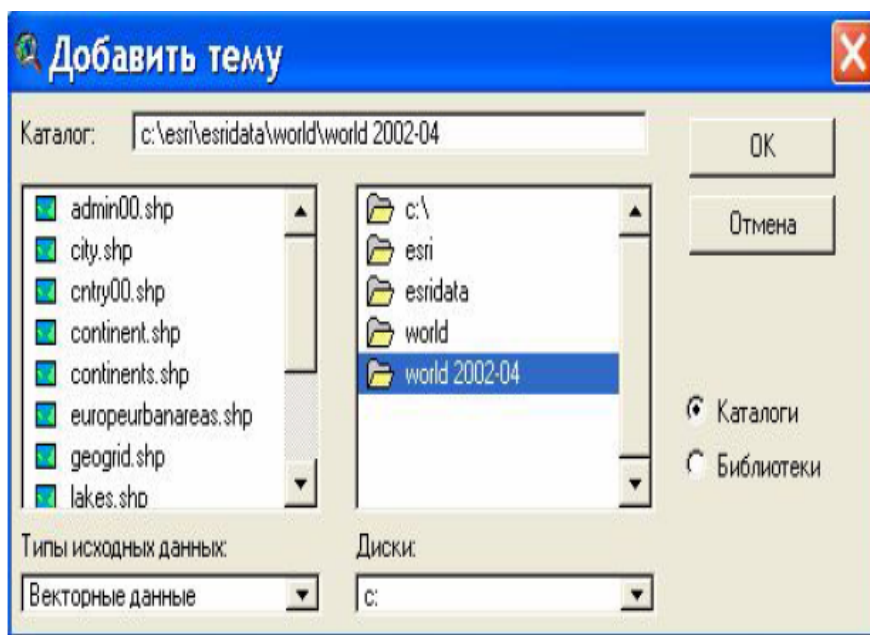 Добавить тему
Каталог: c:\esri\esridata\world\world 2002-04
OK
Отмена
admin00.shp
city.shp
cntry00.shp
continent.shp
continents.shp
europeurbanareas.shp
geogrid.shp
lakes.shp
c:\
esri
esridata
world
world 2002-04
Каталоги
Библиотеки
Типы исходных данных:
Векторные данные
Диски:
c: